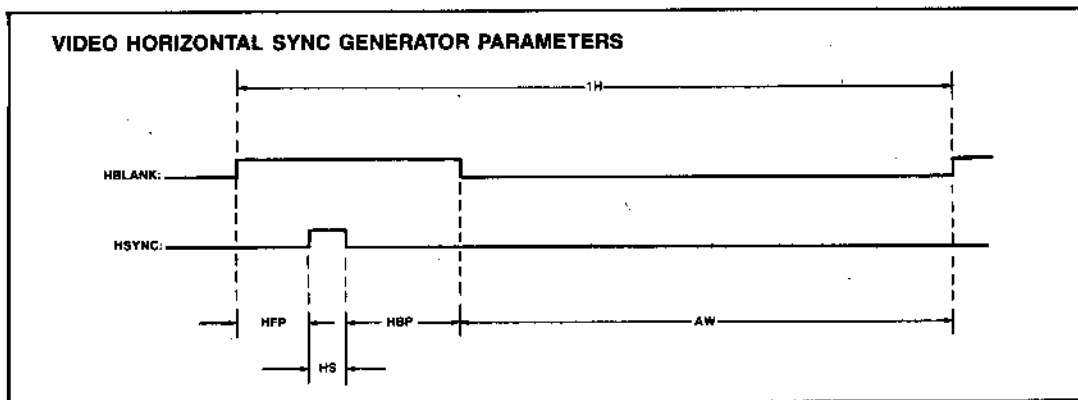 VIDEO HORIZONTAL SYNC GENERATOR PARAMETERS
1H
HBLANK:
HSYNC:
HFP HBP AW
HS